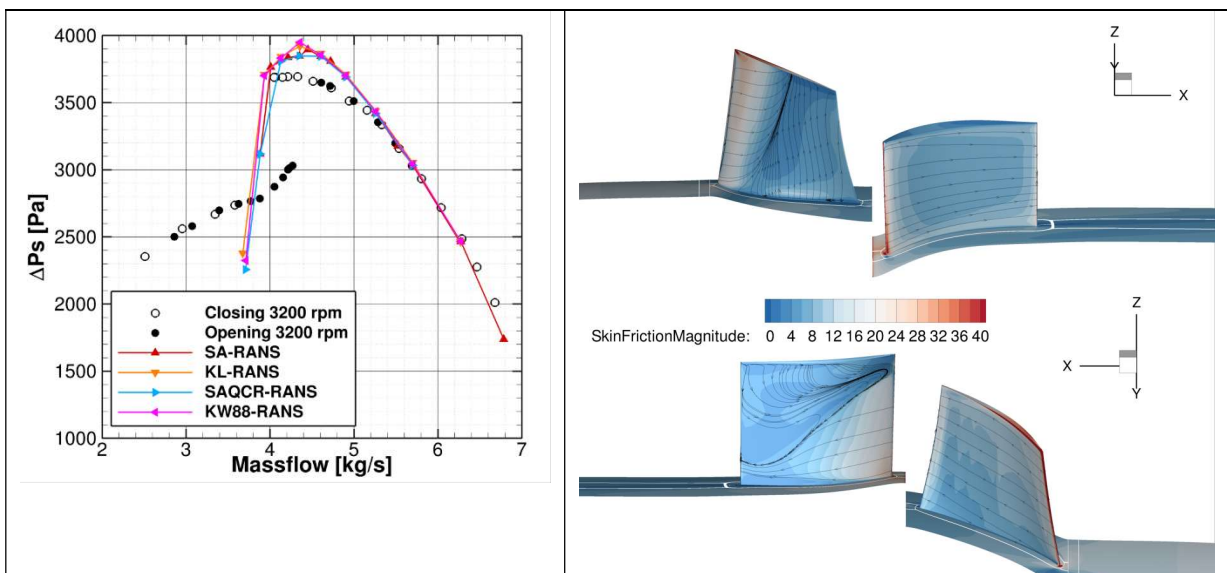 4000
3500
3000
2500
2000
1500
1000
ΔPs [Pa]
Closing 3200 rpm
Opening 3200 rpm
SA-RANS
KL-RANS
SAQCR-RANS
KW88-RANS
2 3 4 5 6 7
Massflow [kg/s]
Z
Y
X
SkinFrictionMagnitude: 0 4 8 12 16 20 24 28 32 36 40
Z
X
Y